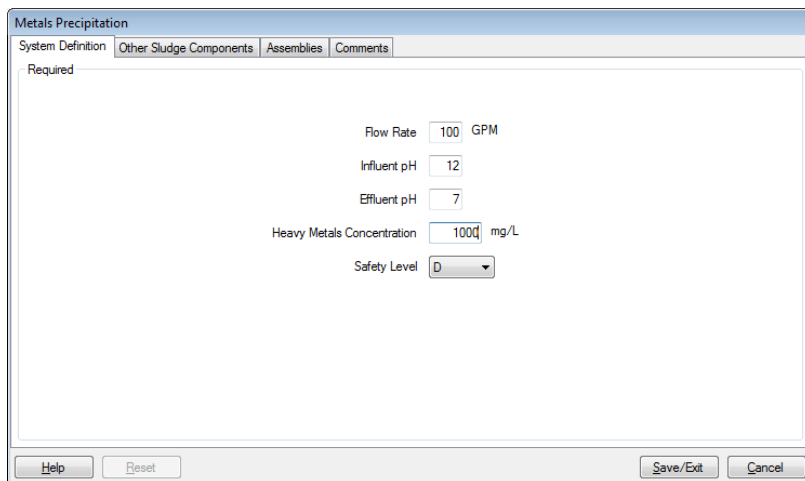 Metals Precipitation
System Definition Other Sludge Components Assemblies Comments
Required
Flow Rate 100 GPM
Influent pH 12
Effluent pH 7
Heavy Metals Concentration 1000 mg/L
Safety Level D
Help Reset Save/Exit Cancel